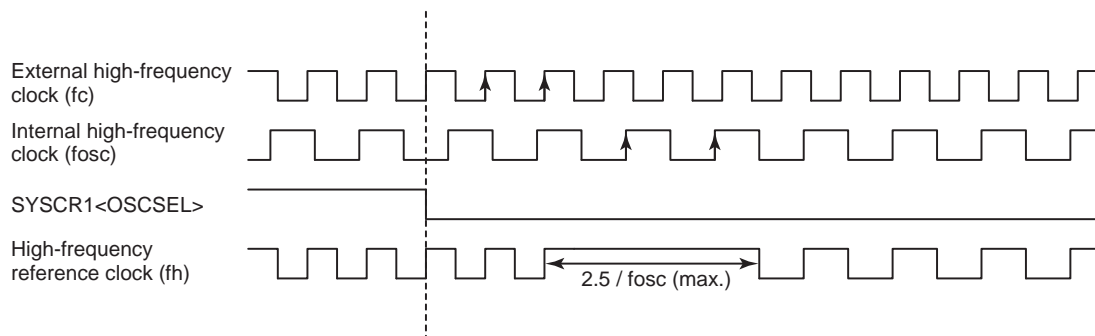 External high-frequency
clock (fc)
Internal high-frequency
clock (fosc)
SYSCR1<OSCSEL>
High-frequency
reference clock (fh)
2.5 / fosc (max.)